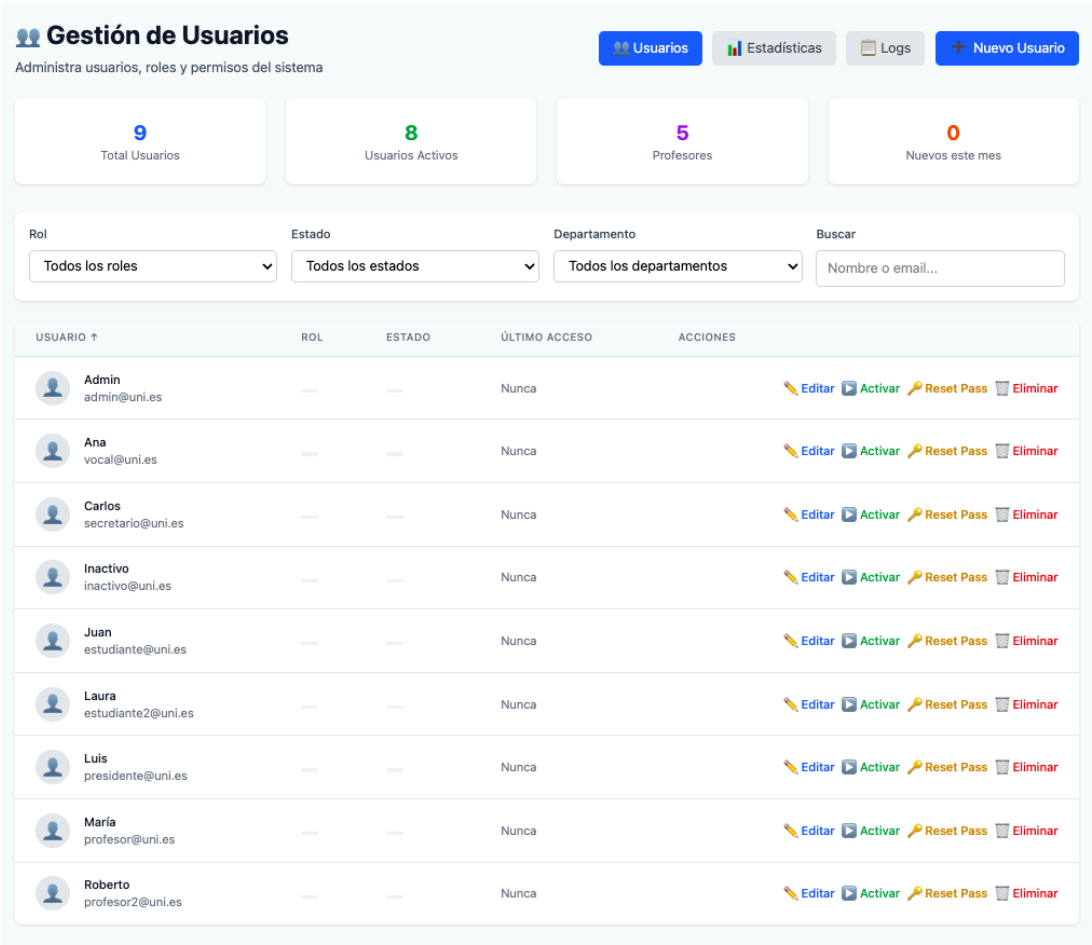 Gestión de Usuarios
Administra usuarios, roles y permisos del sistema
Usuarios Estadísticas Logs Nuevo Usuario
9 8 5 0
Total Usuarios Usuarios Activos Profesores Nuevos este mes
Rol Estado Departamento Buscar
Todos los roles Todos los estados Todos los departamentos Nombre o email...
USUARIO ↑ ROL ESTADO ÚLTIMO ACCESO ACCIONES
Admin
admin@uni.es
Nunca Editar Activar Reset Pass Eliminar
Ana
vocal@uni.es
Nunca Editar Activar Reset Pass Eliminar
Carlos
secretario@uni.es
Nunca Editar Activar Reset Pass Eliminar
Inactivo
inactivo@uni.es
Nunca Editar Activar Reset Pass Eliminar
Juan
estudiante@uni.es
Nunca Editar Activar Reset Pass Eliminar
Laura
estudiante2@uni.es
Nunca Editar Activar Reset Pass Eliminar
Luis
presidente@uni.es
Nunca Editar Activar Reset Pass Eliminar
María
profesor@uni.es
Nunca Editar Activar Reset Pass Eliminar
Roberto
profesor2@uni.es
Nunca Editar Activar Reset Pass Eliminar